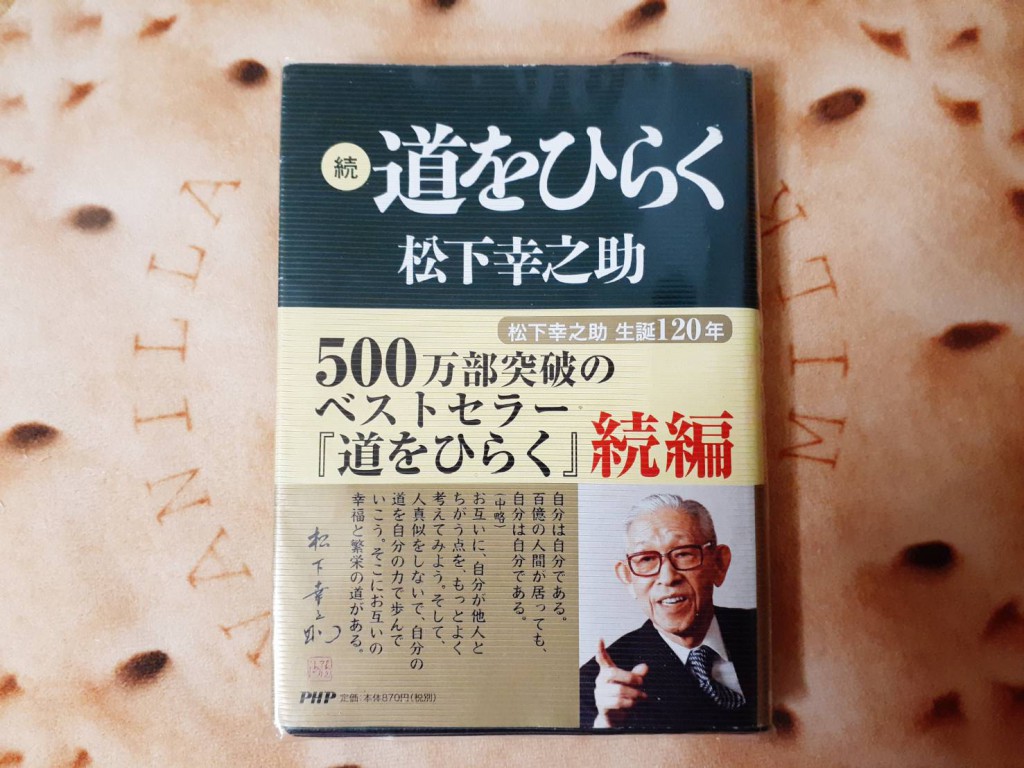 続 道をひらく
松下幸之助
松下幸之助 生誕120年
500万部突破の
ベストセラー
『道をひらく』続編
自分は自分である。
百億の人間が居っても、
自分は自分である。
(中略)
お互いに、自分が他人と
ちがう点を、もっとよく
考えてみよう。そして、
人真似をしないで、自分の
道を自分の力で歩んで
いこう。そこにお互いの
幸福と繁栄の道がある。
松下幸之助
PHP 定価:本体870円(税別)
VANILLA
MILK